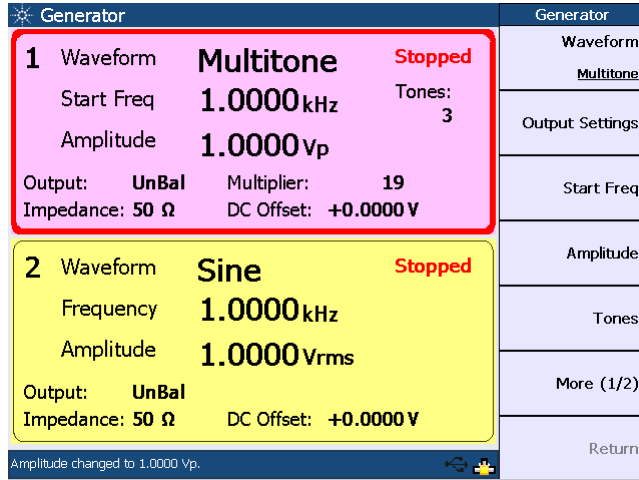 Generator
1 Waveform Multitone Stopped
Start Freq 1.0000 kHz Tones:
3
Amplitude 1.0000 Vp
Output: UnBal Multiplier: 19
Impedance: 50 Ω DC Offset: +0.0000 V
2 Waveform Sine Stopped
Frequency 1.0000 kHz
Amplitude 1.0000 Vrms
Output: UnBal
Impedance: 50 Ω DC Offset: +0.0000 V
Amplitude changed to 1.0000 Vp.
Generator
Waveform
Multitone
Output Settings
Start Freq
Amplitude
Tones
More (1/2)
Return